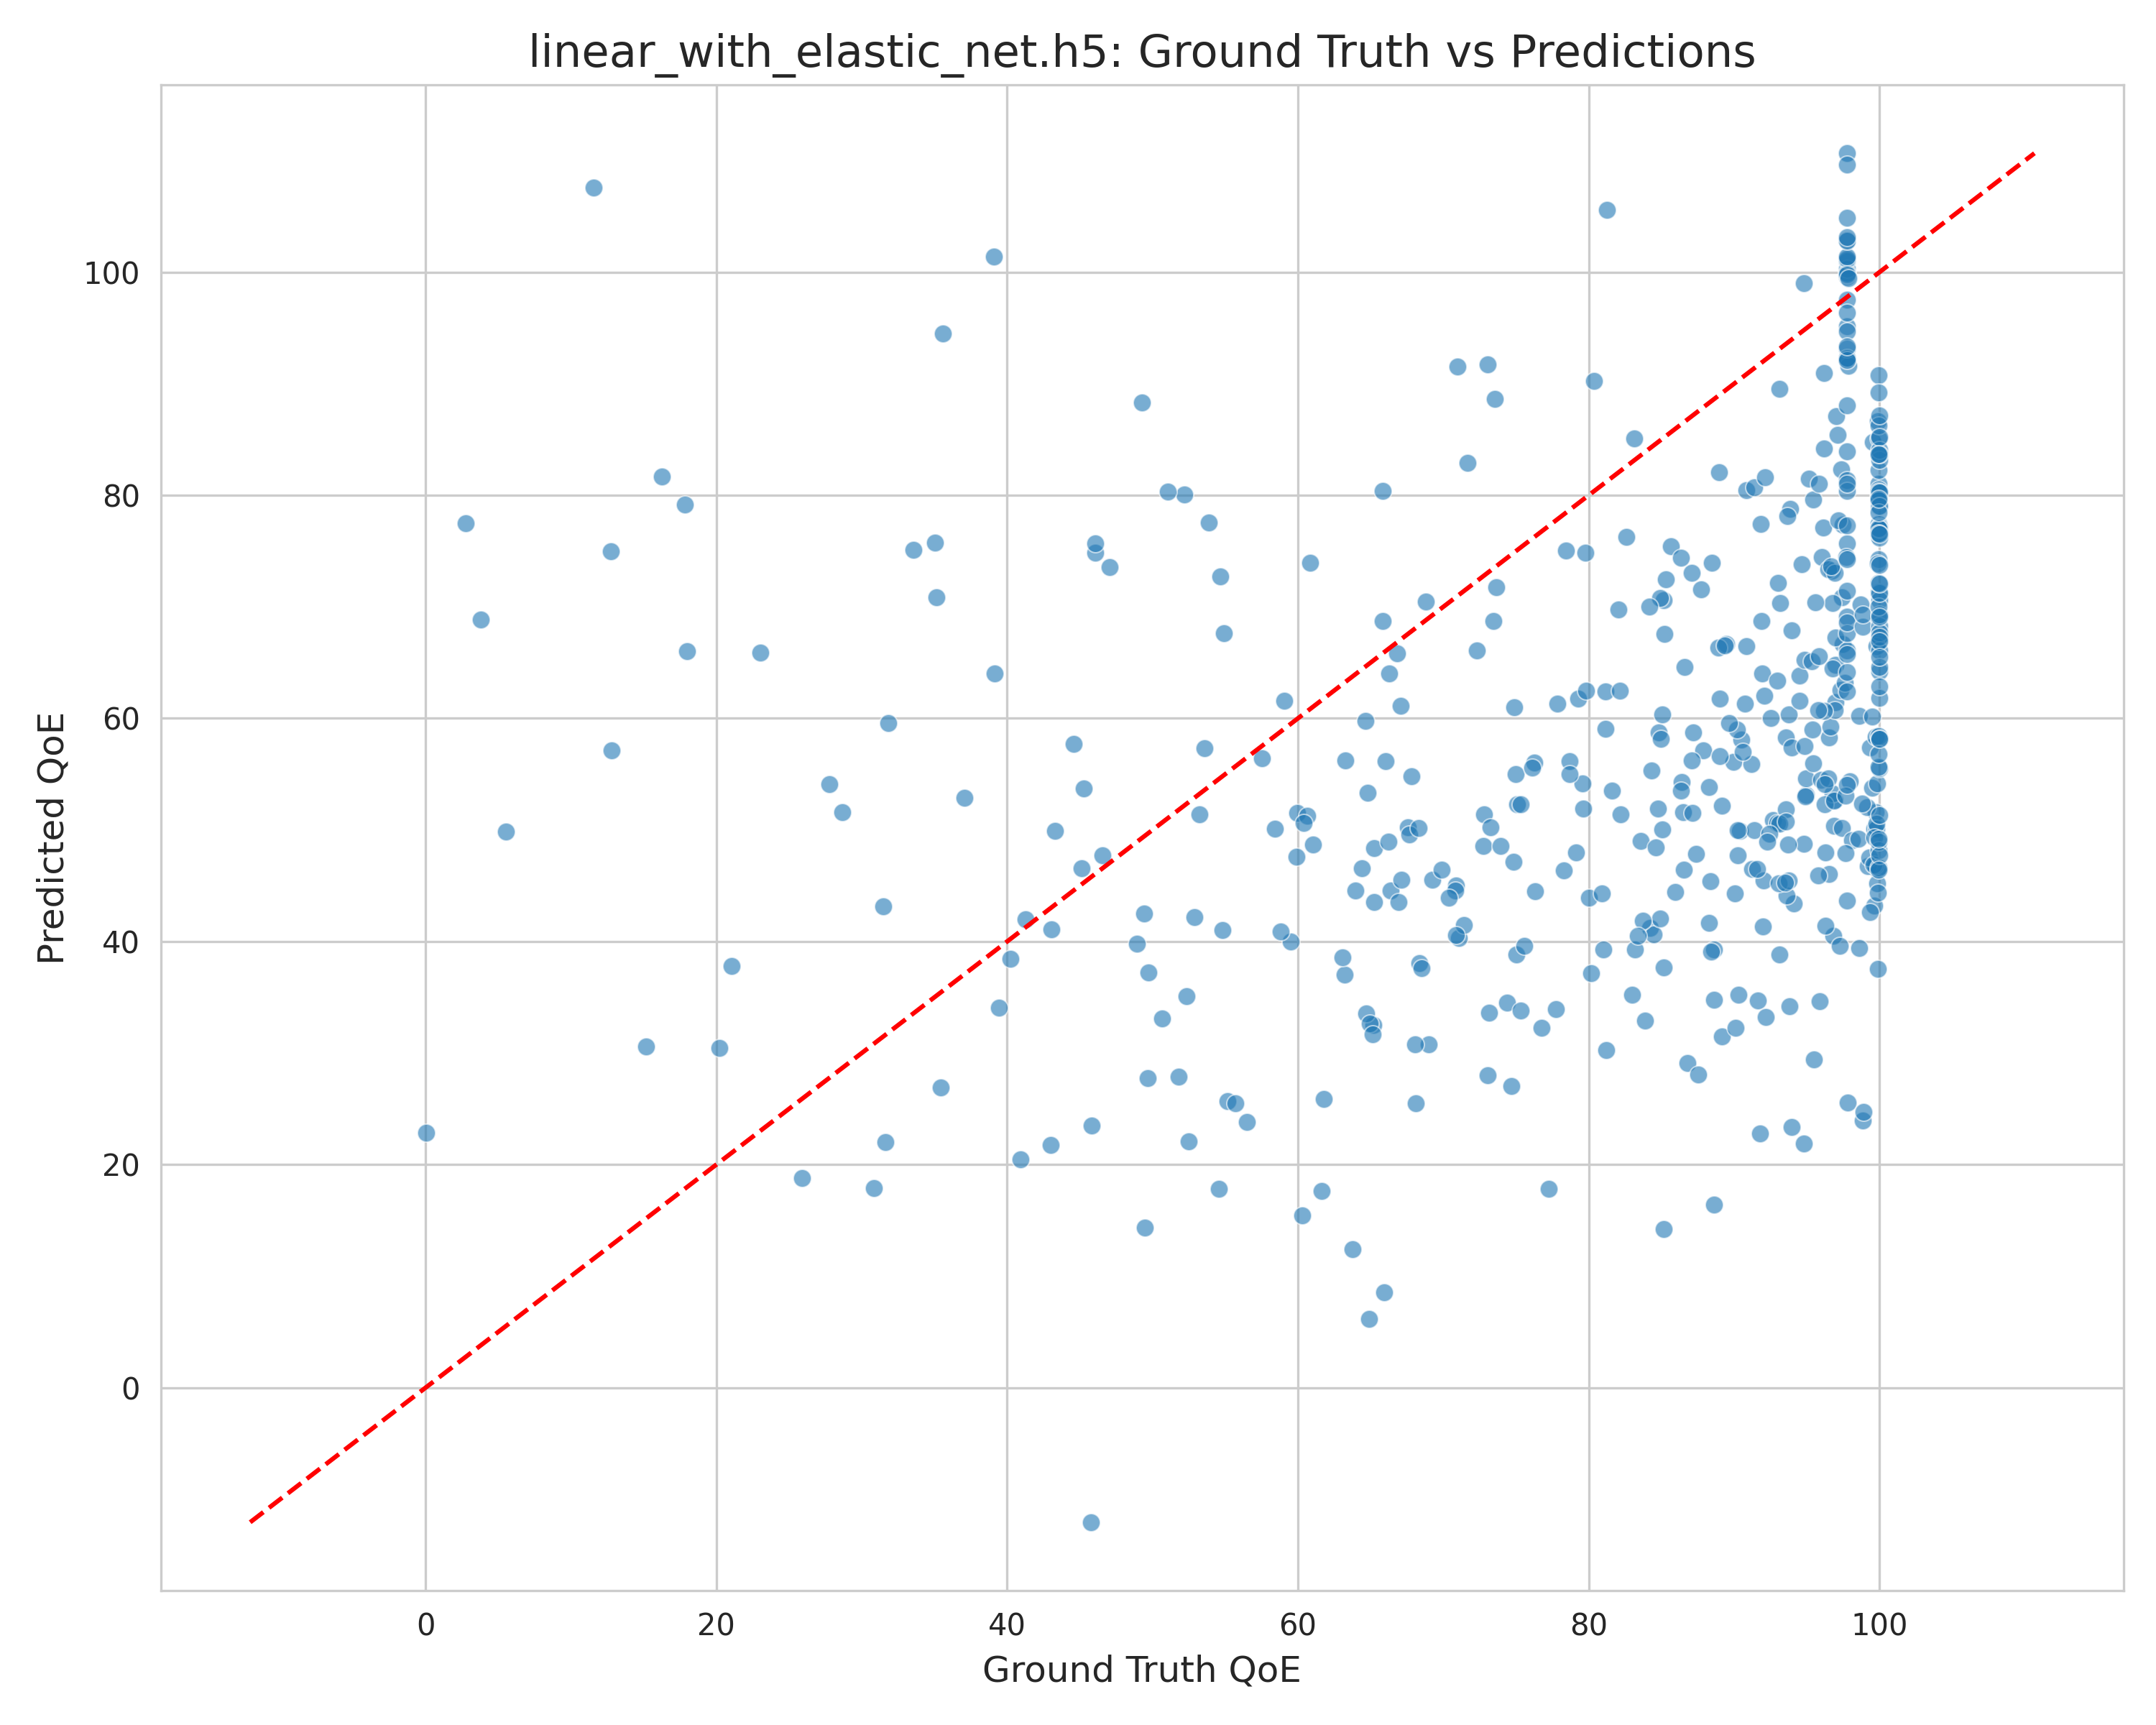 linear_with_elastic_net.h5: Ground Truth vs Predictions
100
80
60
40
20
0
Predicted QoE
0 20 40 60 80 100
Ground Truth QoE